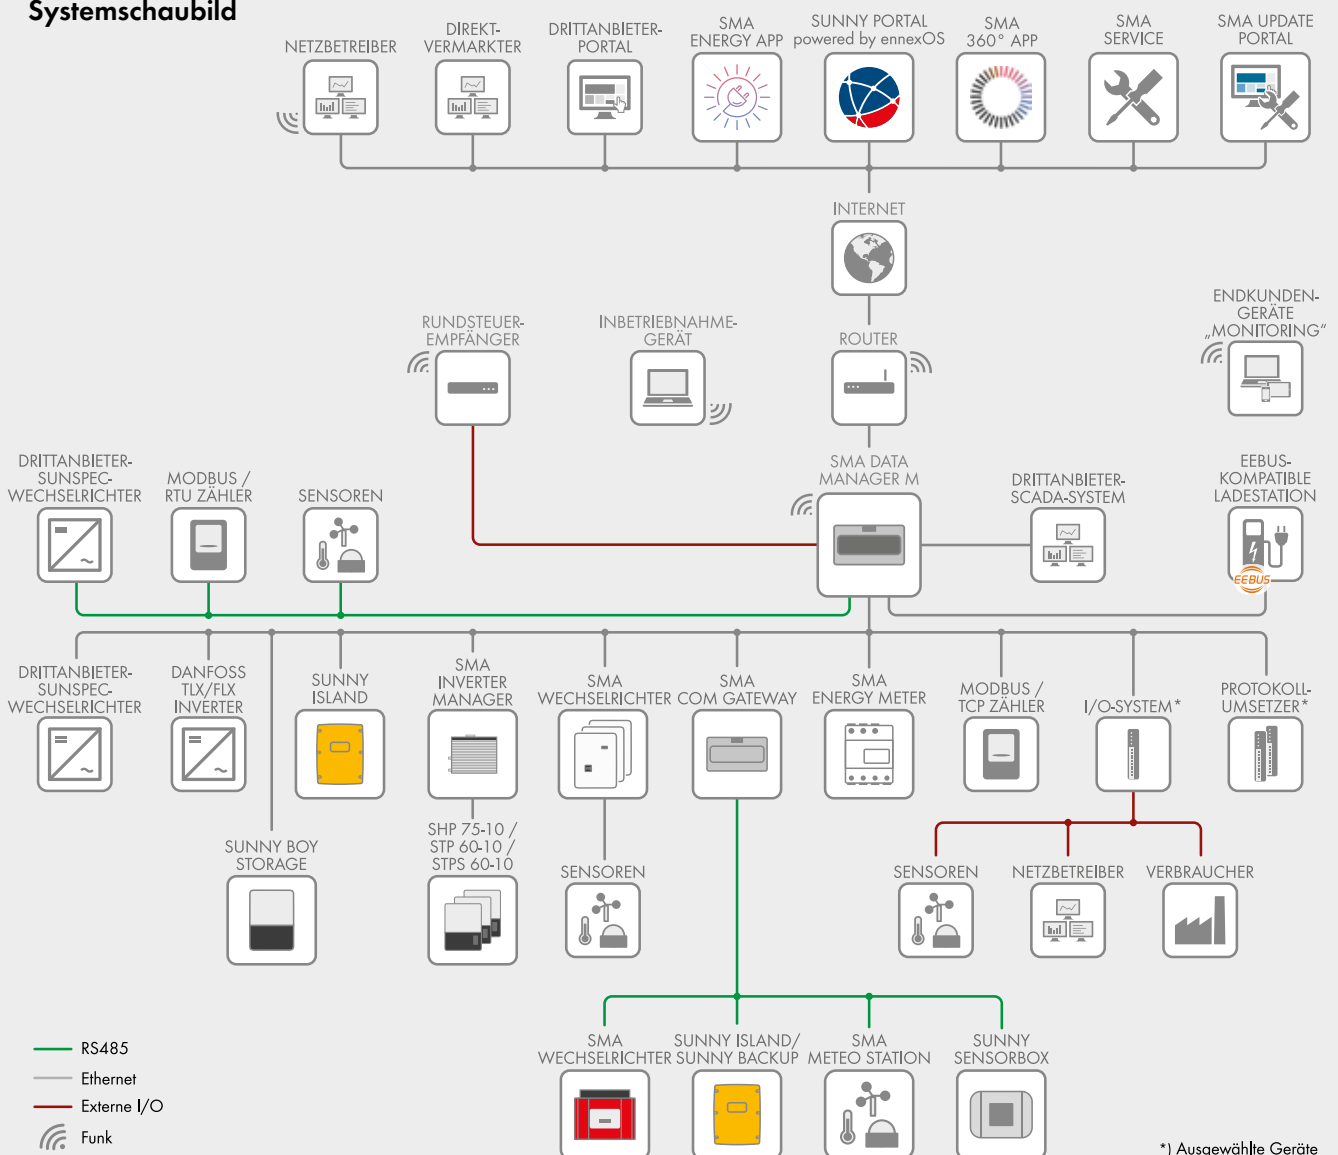 Systemschaubild
NETZBETREIBER
DIREKT-
VERMARKTER
DRITTANBIETER-
PORTAL
SMA
ENERGY APP
SUNNY PORTAL
powered by ennexOS
SMA
360° APP
SMA
SERVICE
SMA UPDATE
PORTAL
INTERNET
RUNDSTEUER-
EMPFÄNGER
INBETRIEBNAHME-
GERÄT
ROUTER
ENDKUNDEN-
GERÄTE
„MONITORING“
DRITTANBIETER-
SUNSPEC-
WECHSELRICHTER
MODBUS /
RTU ZÄHLER
SENSOREN
SMA DATA
MANAGER M
DRITTANBIETER-
SCADA-SYSTEM
EEBUS-
KOMPATIBLE
LADESTATION
EEBUS
DRITTANBIETER-
SUNSPEC-
WECHSELRICHTER
DANFOSS
TLX/FLX
INVERTER
SUNNY
ISLAND
SMA
INVERTER
MANAGER
SMA
WECHSELRICHTER
SMA
COM GATEWAY
SMA
ENERGY METER
MODBUS /
TCP ZÄHLER
I/O-SYSTEM*
PROTOKOLL-
UMSETZER*
SUNNY BOY
STORAGE
SHP 75-10 /
STP 60-10 /
STPS 60-10
SENSOREN
SENSOREN
NETZBETREIBER
VERBRAUCHER
SMA
WECHSELRICHTER
SUNNY ISLAND/
SUNNY BACKUP
SMA
METEO STATION
SUNNY
SENSORBOX
RS485
Ethernet
Externe I/O
Funk
*) Ausgewählte Geräte